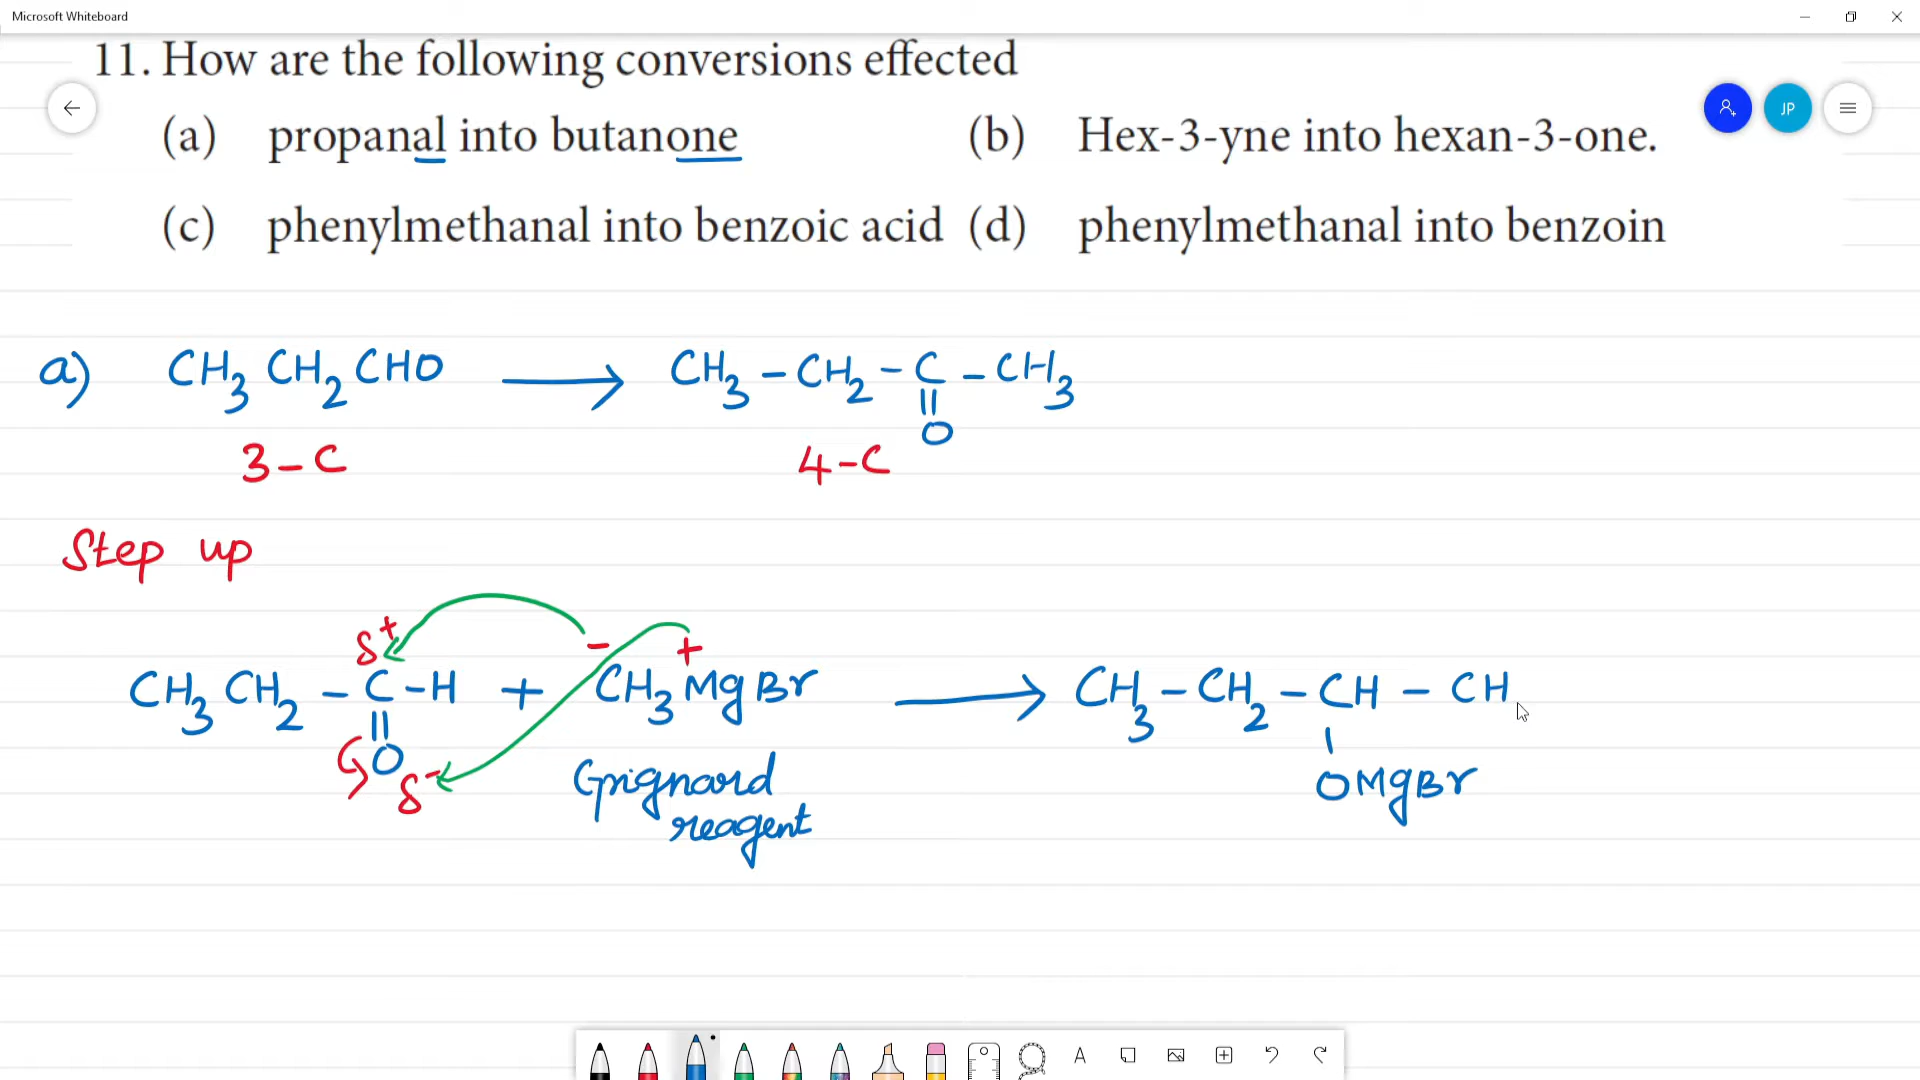 Microsoft Whiteboard
11. How are the following conversions effected
(a) propanal into butanone (b) Hex-3-yne into hexan-3-one.
(c) phenylmethanal into benzoic acid (d) phenylmethanal into benzoin
JP
a) CH3 CH2 CHO ⟶ CH3 – CH2 – C – CH3
||
O
3 – C 4 – C
Step up
δ+ – +
CH3 CH2 – C – H + CH3 MgBr ⟶ CH3 – CH2 – CH – CH
|| |
O δ- Grignard OMgBr
reagent
A